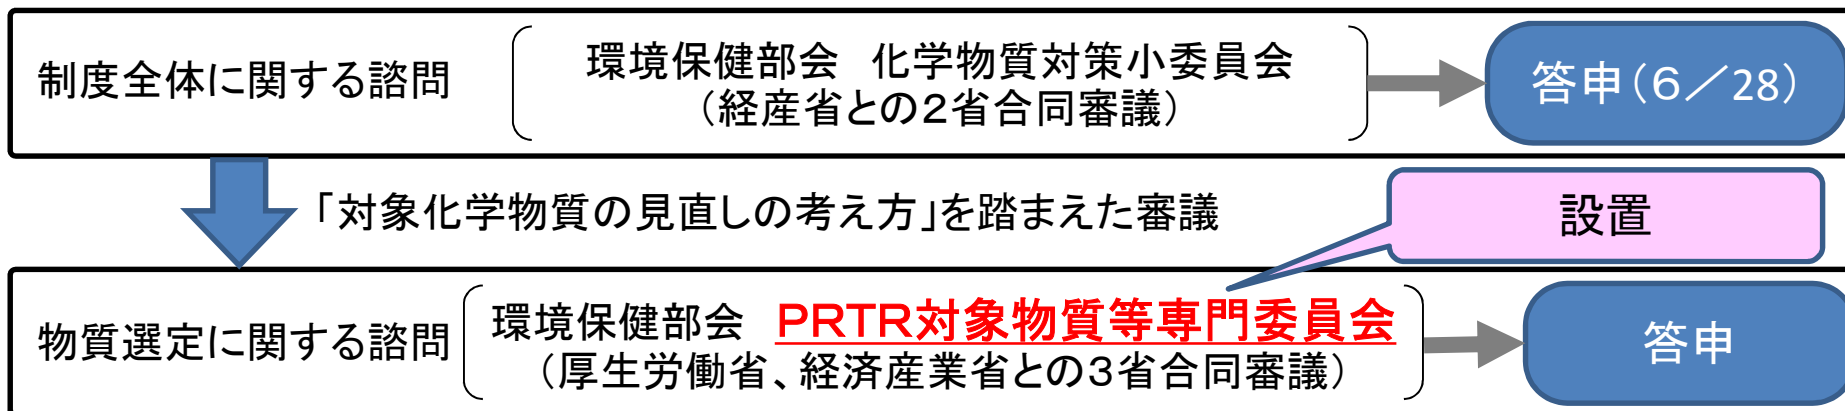 制度全体に関する諮問
環境保健部会　化学物質対策小委員会
（経産省との２省合同審議）
答申（６／28）
「対象化学物質の見直しの考え方」を踏まえた審議
設置
物質選定に関する諮問
環境保健部会　ＰＲＴＲ対象物質等専門委員会
（厚生労働省、経済産業省との３省合同審議）
答申